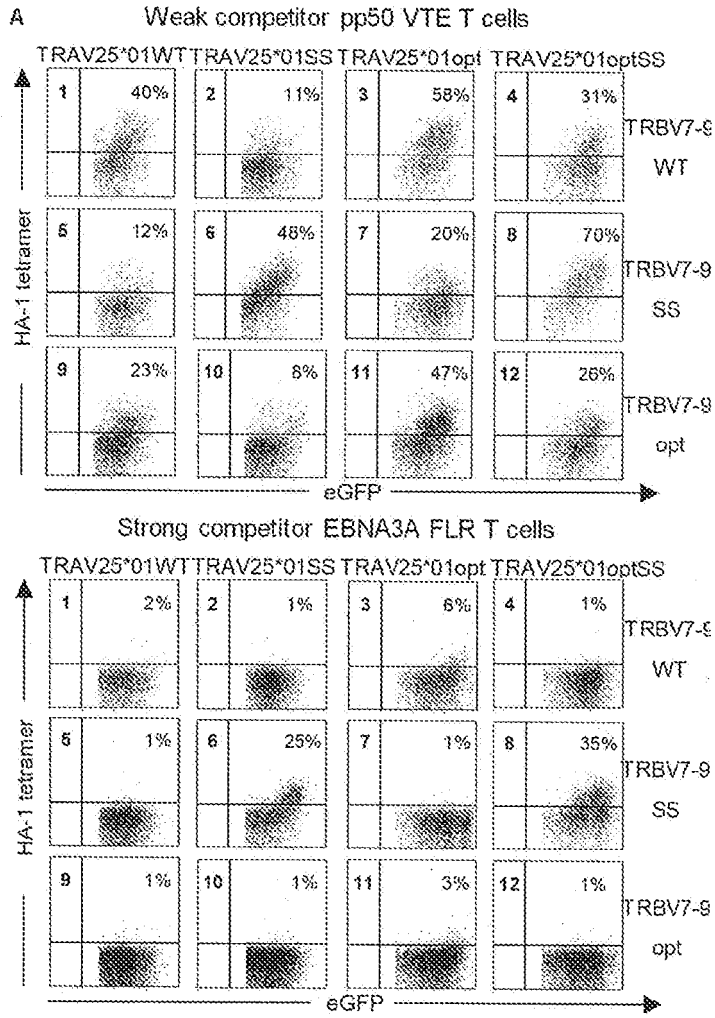 A
Weak competitor pp50 VTE T cells
TRAV25*01WT TRAV25*01SS TRAV25*01opt TRAV25*01optSS
1 40% 2 11% 3 58% 4 31%
TRBV7-9
WT
5 12% 6 48% 7 20% 8 70%
TRBV7-9
SS
9 23% 10 8% 11 47% 12 26%
TRBV7-9
opt
HA-1 tetramer
eGFP
Strong competitor EBNA3A FLR T cells
TRAV25*01WT TRAV25*01SS TRAV25*01opt TRAV25*01optSS
1 2% 2 1% 3 6% 4 1%
TRBV7-9
WT
5 1% 6 25% 7 1% 8 35%
TRBV7-9
SS
9 1% 10 1% 11 3% 12 1%
TRBV7-9
opt
HA-1 tetramer
eGFP